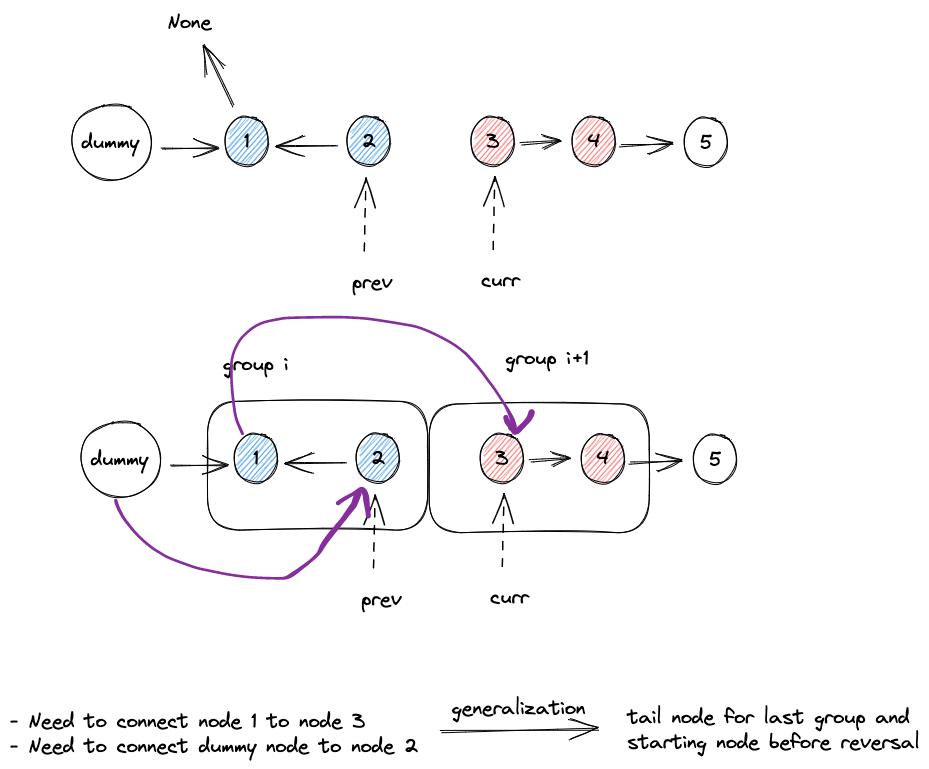 None
dummy
1
2
3
4
5
prev
curr
group i
group i+1
dummy
1
2
3
4
5
prev
curr
- Need to connect node 1 to node 3
- Need to connect dummy node to node 2
generalization
tail node for last group and
starting node before reversal